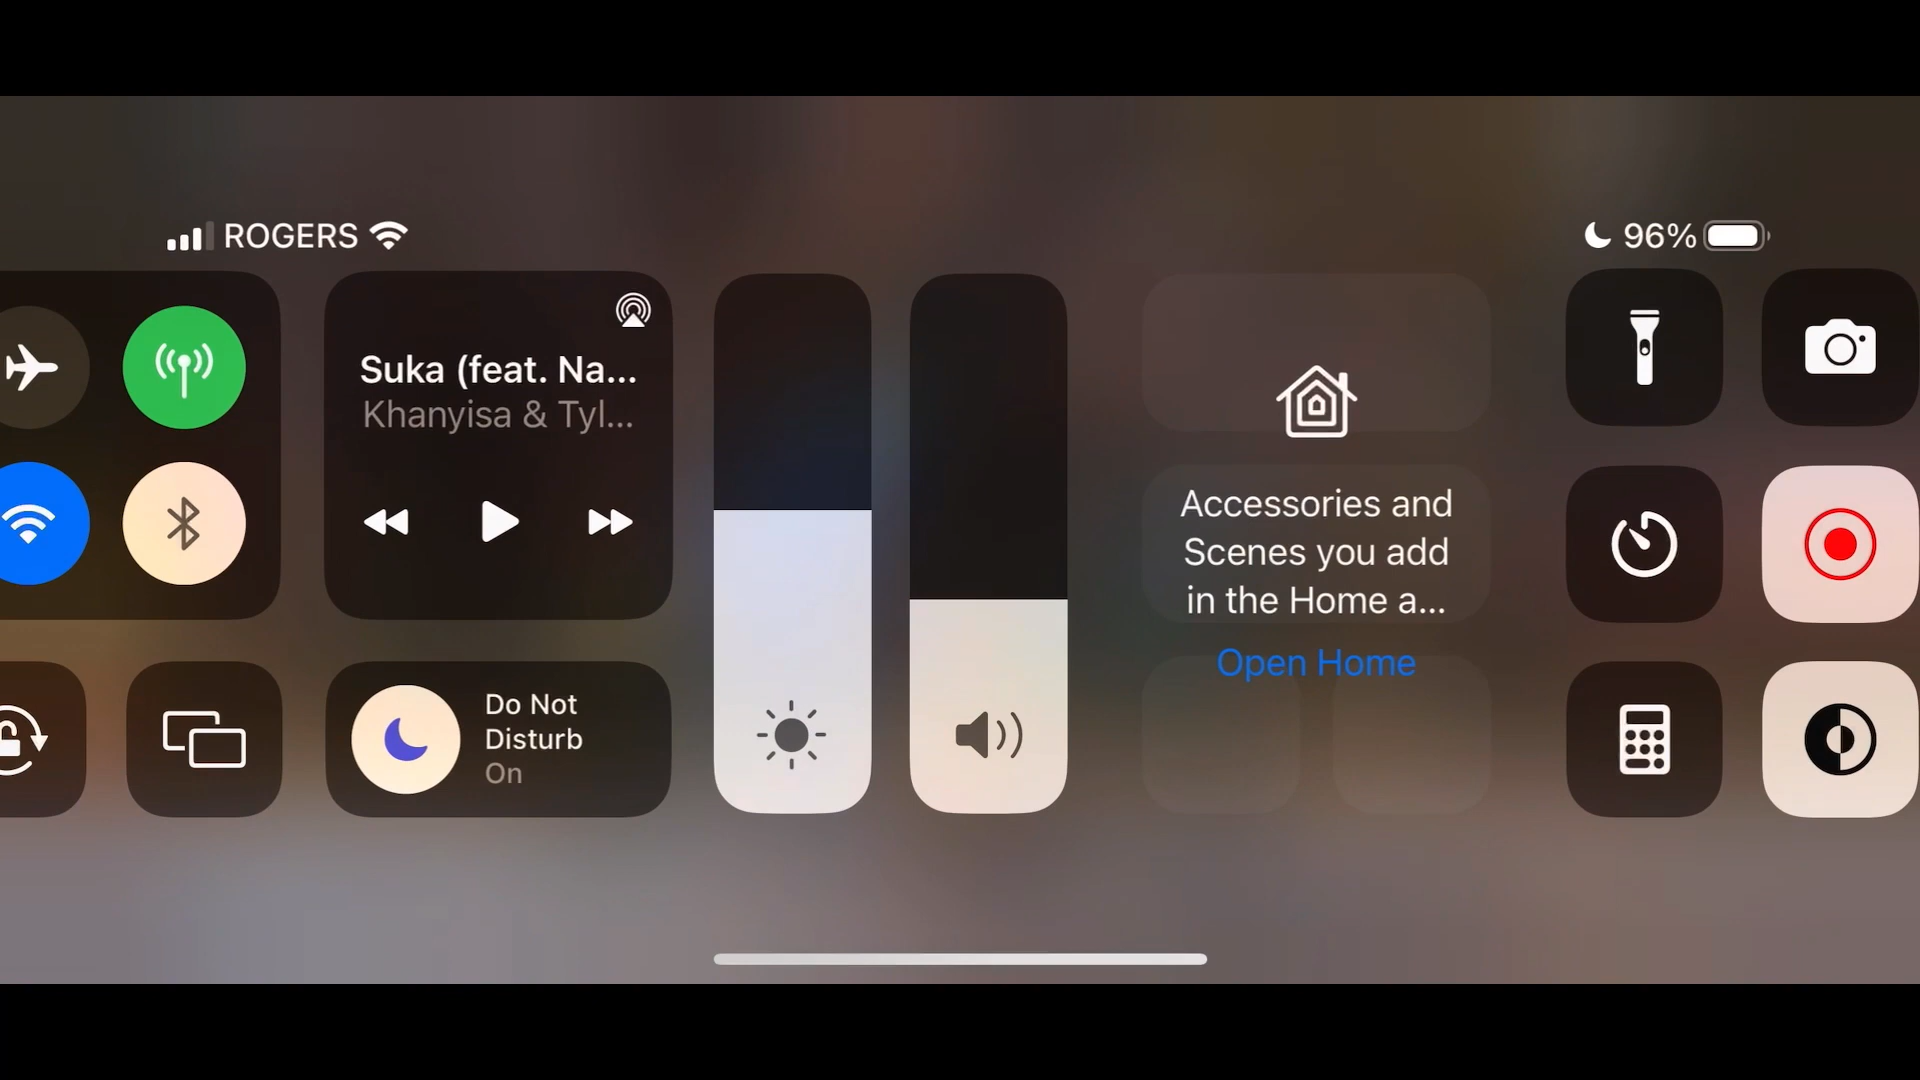 ROGERS
96%
Suka (feat. Na...
Khanyisa & Tyl...
Do Not
Disturb
On
Accessories and
Scenes you add
in the Home a...
Open Home